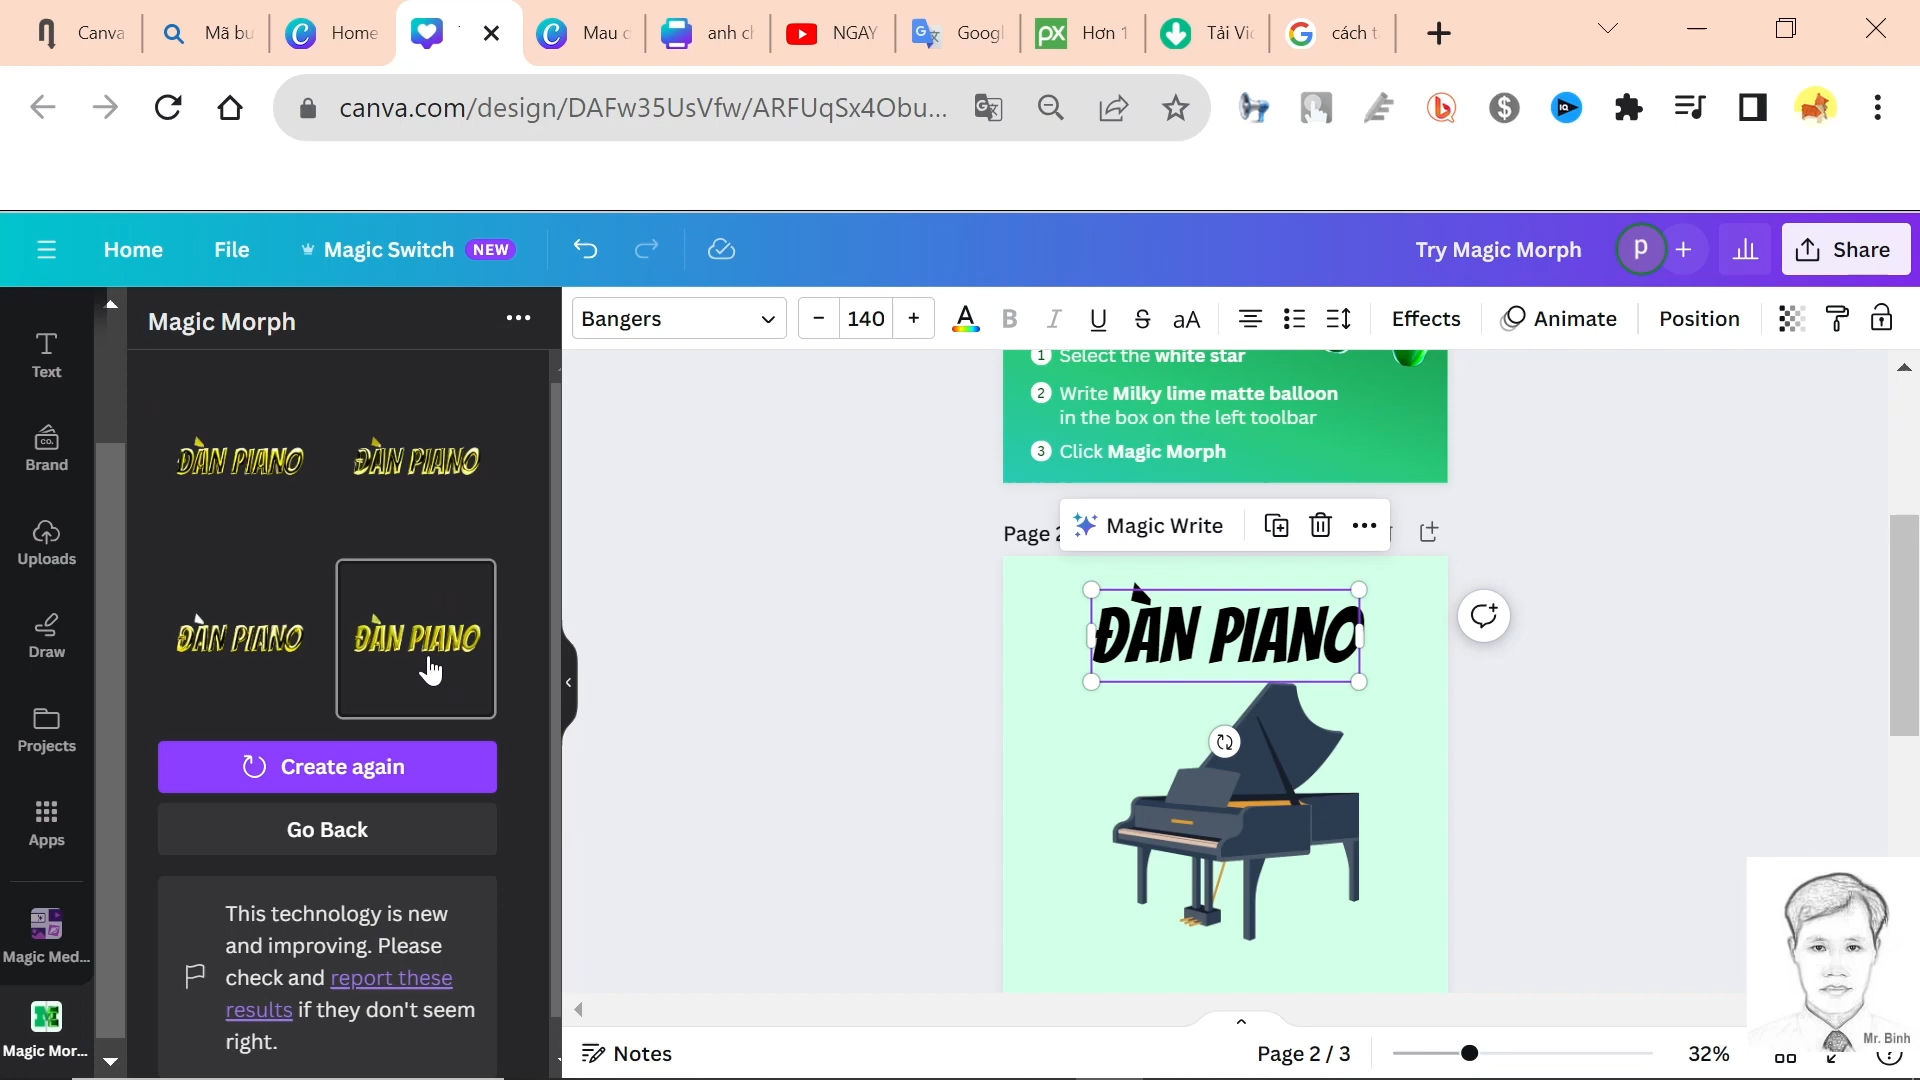 Canva
Mã bu
Home
Mau c
anh cl
NGAY
Googl
Hơn 1
Tải Vi
cách t
canva.com/design/DAFw35UsVfw/ARFUqSx4Obu...
Home
File
Magic Switch NEW
Try Magic Morph
p
Share
Magic Morph
Bangers
140
aA
Effects
Animate
Position
Text
Brand
Uploads
Draw
Projects
Apps
Magic Med...
Magic Mor...
ĐÀN PIANO
ĐÀN PIANO
ĐÀN PIANO
ĐÀN PIANO
Create again
Go Back
This technology is new
and improving. Please
check and report these
results if they don't seem
right.
1 Select the white star
2 Write Milky lime matte balloon
in the box on the left toolbar
3 Click Magic Morph
Page 2
Magic Write
ĐÀN PIANO
Notes
Page 2 / 3
32%
Mr. Binh